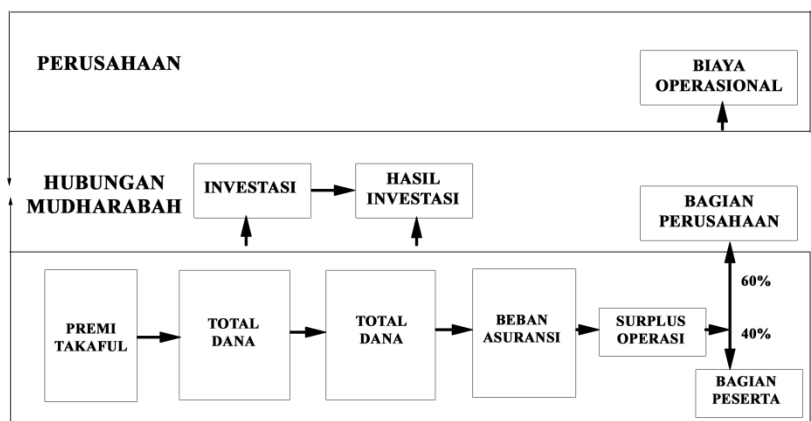 PERUSAHAAN
BIAYA
OPERASIONAL
HUBUNGAN
MUDHARABAH
INVESTASI
HASIL
INVESTASI
BAGIAN
PERUSAHAAN
PREMI
TAKAFUL
TOTAL
DANA
TOTAL
DANA
BEBAN
ASURANSI
SURPLUS
OPERASI
60%
40%
BAGIAN
PESERTA